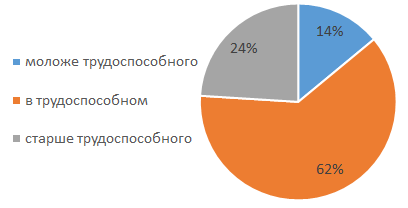 моложе трудоспособного
в трудоспособном
старше трудоспособного
14%
24%
62%